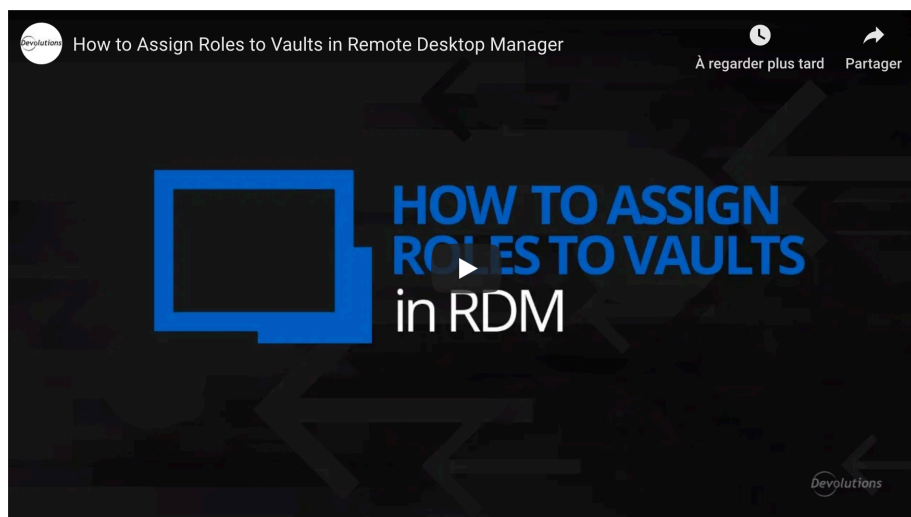 Devolutions
How to Assign Roles to Vaults in Remote Desktop Manager
À regarder plus tard
Partager
HOW TO ASSIGN
ROLES TO VAULTS
in RDM
Devolutions